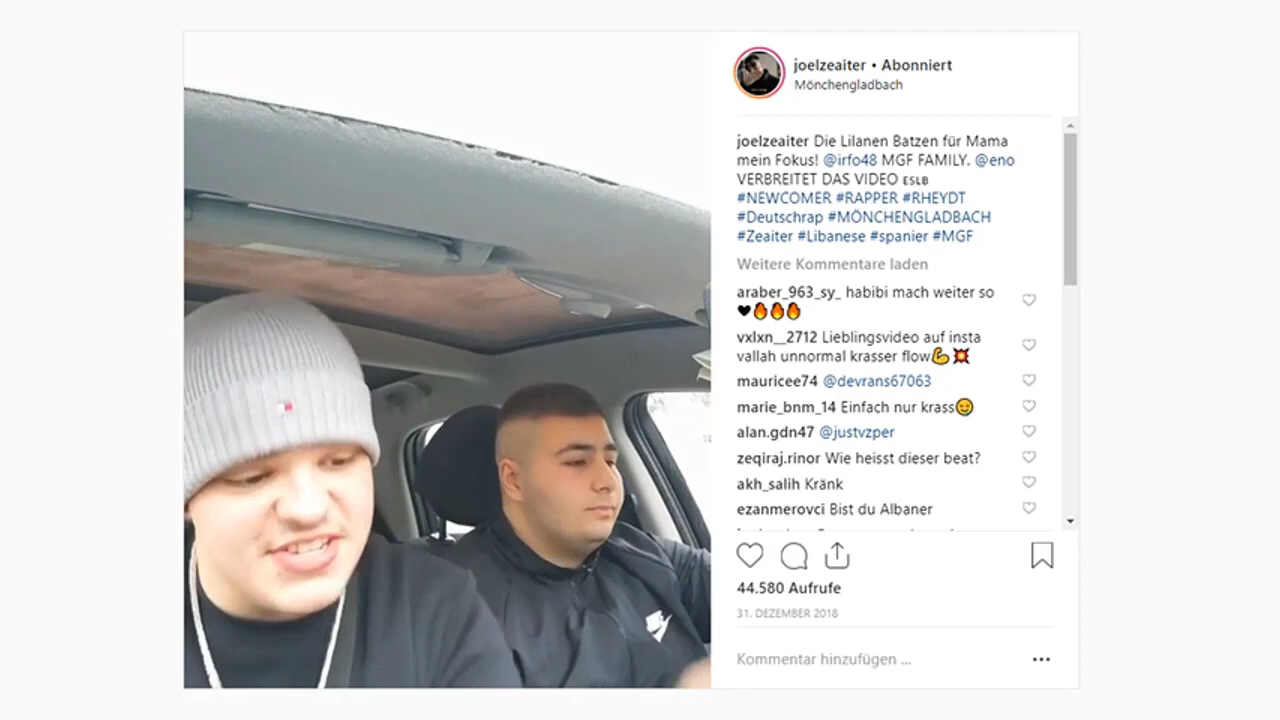 joelzeaiter • Abonniert
Mönchengladbach
joelzeaiter Die Lilanen Batzen für Mama
mein Fokus! @irfo48 MGF FAMILY. @eno
VERBREITET DAS VIDEO ᴇsʟʙ
#NEWCOMER #RAPPER #RHEYDT
#Deutschrap #MÖNCHENGLADBACH
#Zeaiter #Libanese #spanier #MGF
Weitere Kommentare laden
araber_963_sy_ habibi mach weiter so
🖤🔥🔥🔥
vxlxn__2712 Lieblingsvideo auf insta
vallah unnormal krasser flow💪💥
mauricee74 @devrans67063
marie_bnm_14 Einfach nur krass😍
alan.gdn47 @justvzper
zeqiraj.rinor Wie heisst dieser beat?
akh_salih Kränk
ezanmerovci Bist du Albaner
44.580 Aufrufe
31. DEZEMBER 2018
Kommentar hinzufügen ...